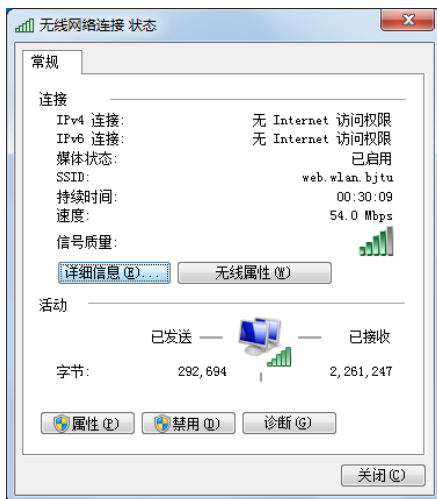 无线网络连接 状态
常规
连接
IPv4 连接: 无 Internet 访问权限
IPv6 连接: 无 Internet 访问权限
媒体状态: 已启用
SSID: web.wlan.bjtu
持续时间: 00:30:09
速度: 54.0 Mbps
信号质量:
详细信息(E)... 无线属性(W)
活动
已发送 — — 已接收
字节: 292,694 2,261,247
属性(P) 禁用(D) 诊断(G)
关闭(C)